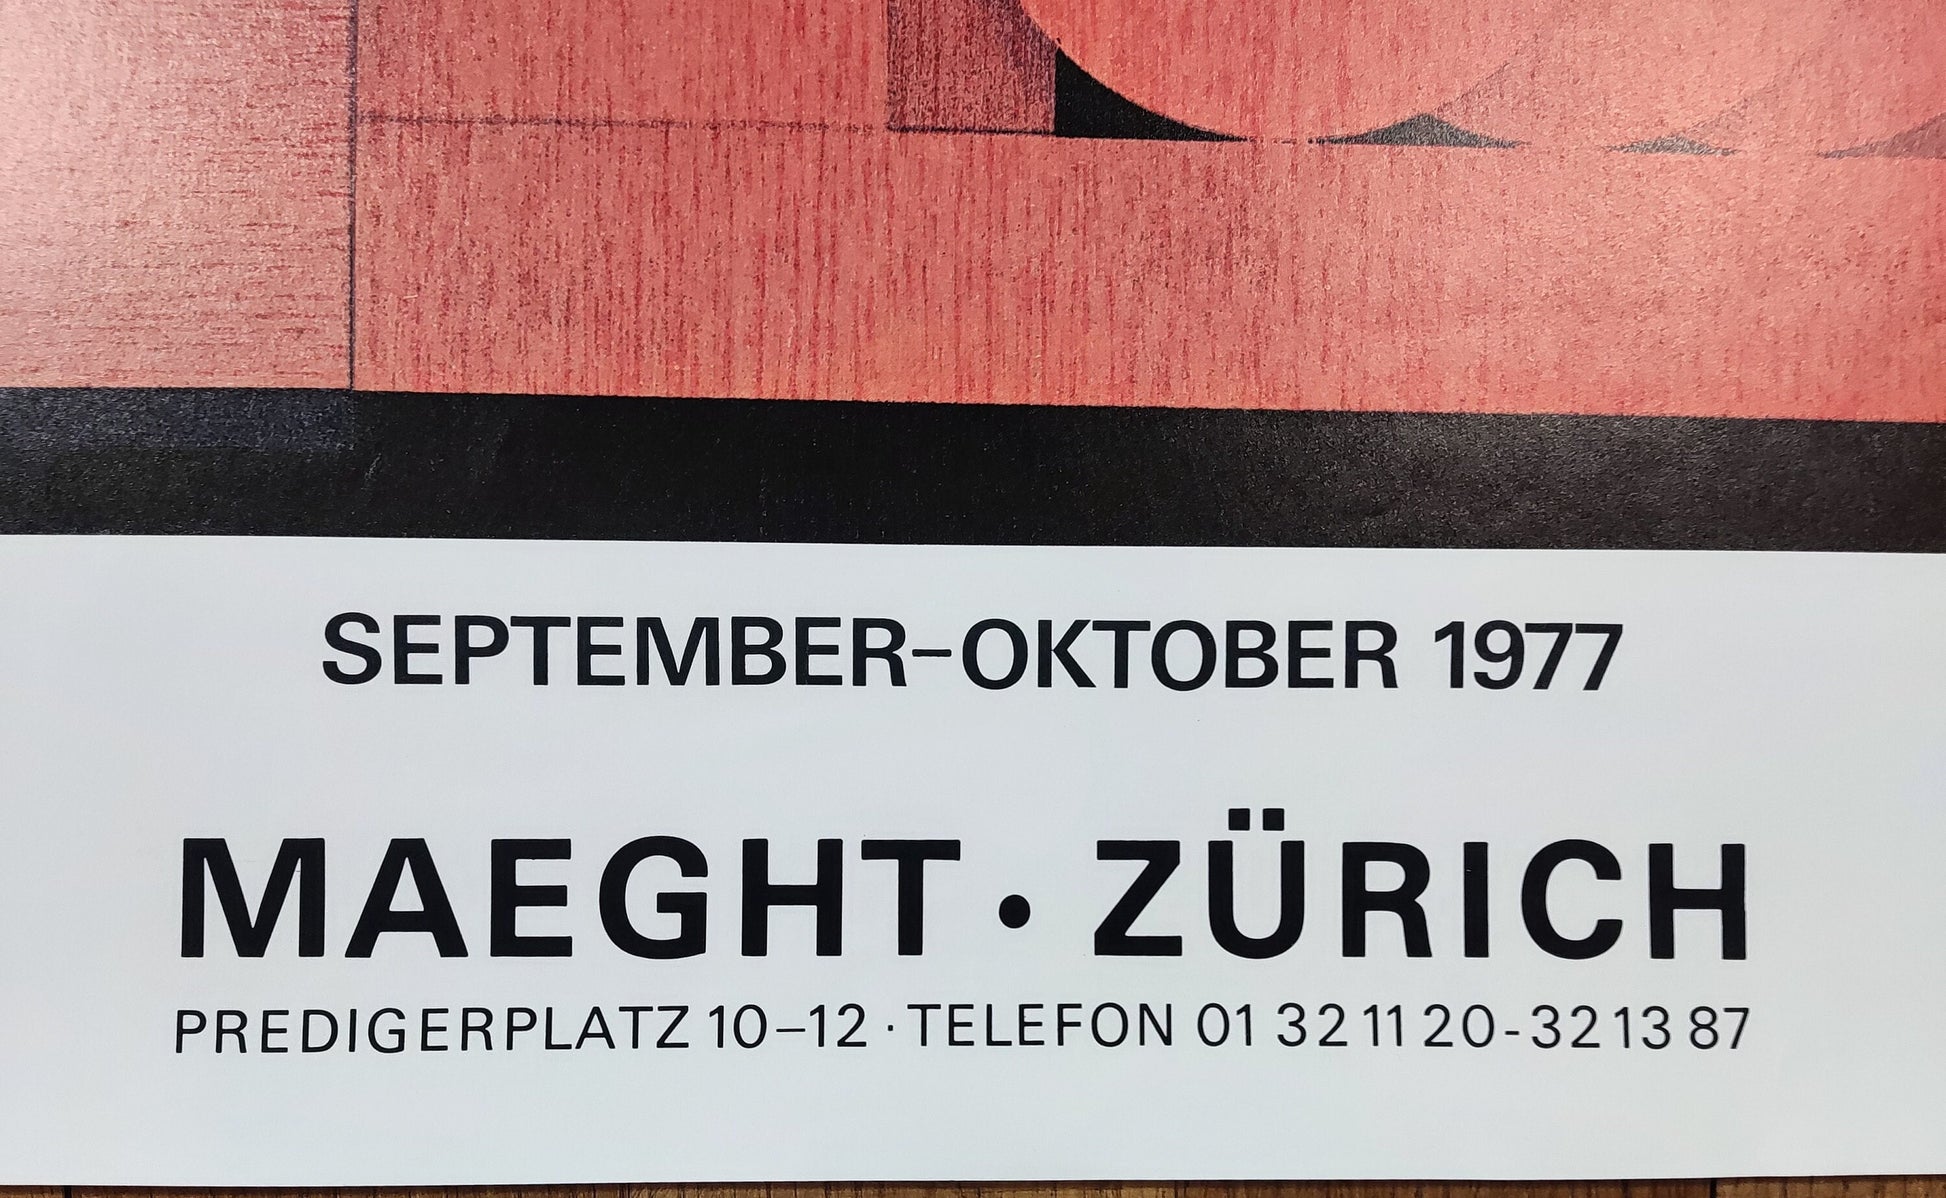 SEPTEMBER–OKTOBER 1977
MAEGHT · ZÜRICH
PREDIGERPLATZ 10–12 · TELEFON 01 32 11 20 - 32 13 87